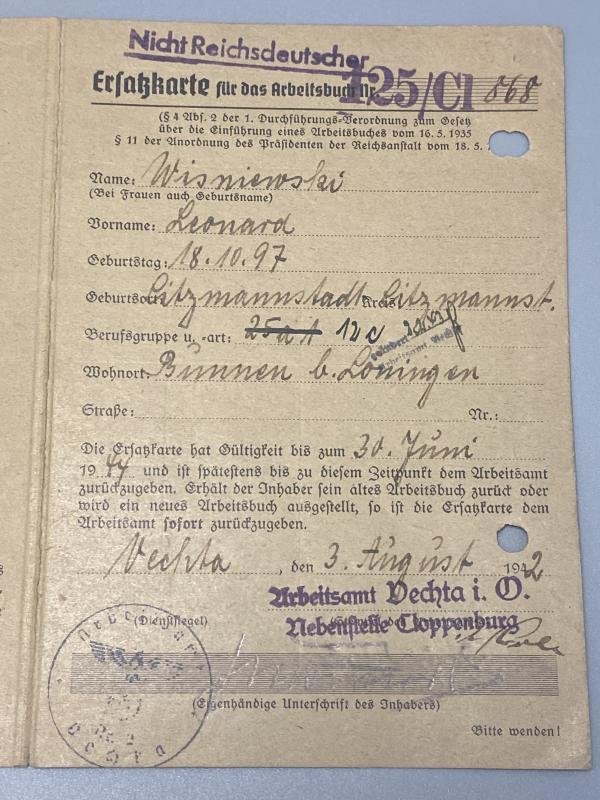 Nicht Reichsdeutscher
Ersatzkarte für das Arbeitsbuch Nr. 125/Cl 868
(§ 4 Abs. 2 der 1. Durchführungs-Verordnung zum Gesetz
über die Einführung eines Arbeitsbuches vom 16. 5. 1935
§ 11 der Anordnung des Präsidenten der Reichsanstalt vom 18. 5.
Name: Wisniewski
(Bei Frauen auch Geburtsname)
Vorname: Leonard
Geburtstag: 18.10.97
Geburtsort: Litzmannstadt Kreis: Litzmannst.
Berufsgruppe u. -art: 25a1 12c
Wohnort: Bunnen b. Löningen
Straße: Nr.:
Die Ersatzkarte hat Gültigkeit bis zum 30. Juni
1944 und ist spätestens bis zu diesem Zeitpunkt dem Arbeitsamt
zurückzugeben. Erhält der Inhaber sein altes Arbeitsbuch zurück oder
wird ein neues Arbeitsbuch ausgestellt, so ist die Ersatzkarte dem
Arbeitsamt sofort zurückzugeben.
Vechta, den 3. August 1942
Arbeitsamt Vechta i. O.
(Dienstsiegel)
Nebenstelle Cloppenburg
(Eigenhändige Unterschrift des Inhabers)
Bitte wenden!